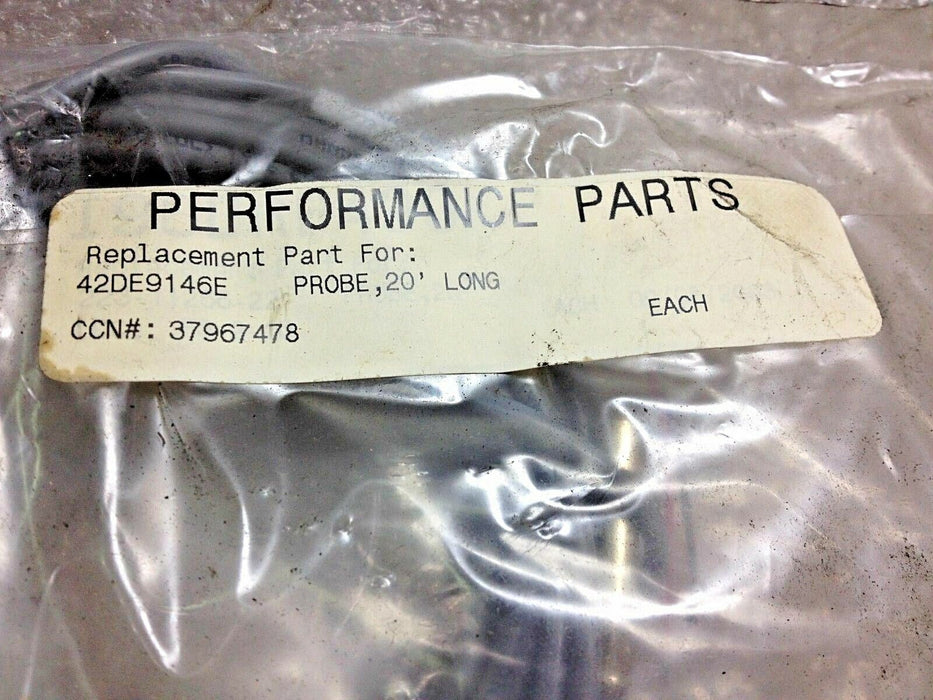 PERFORMANCE PARTS
Replacement Part For:
42DE9146E PROBE,20' LONG
EACH
CCN#: 37967478